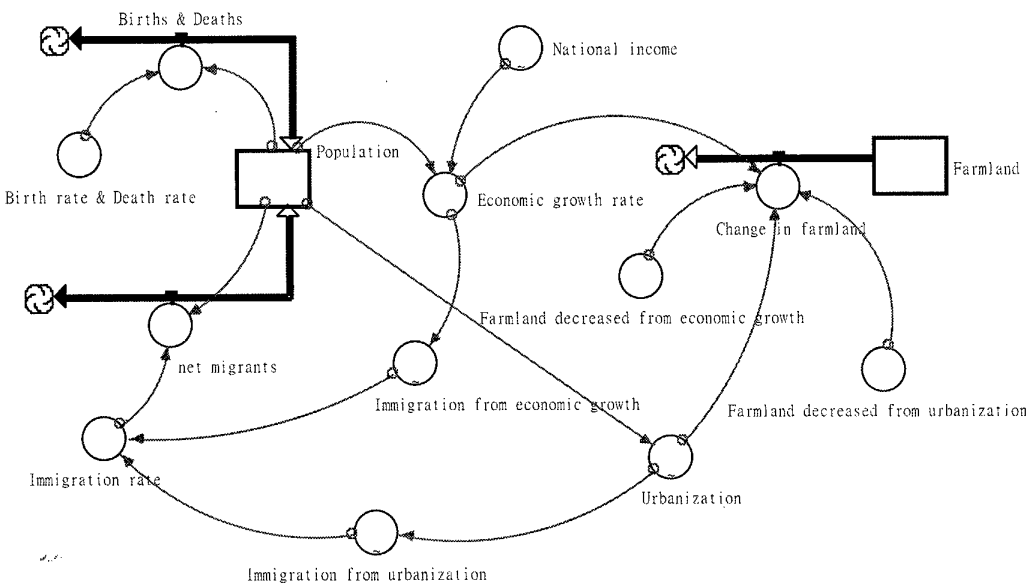 Births & Deaths
National income
Population
Birth rate & Death rate
Economic growth rate
Farmland
Change in farmland
Farmland decreased from economic growth
net migrants
Immigration from economic growth
Farmland decreased from urbanization
Immigration rate
Urbanization
Immigration from urbanization